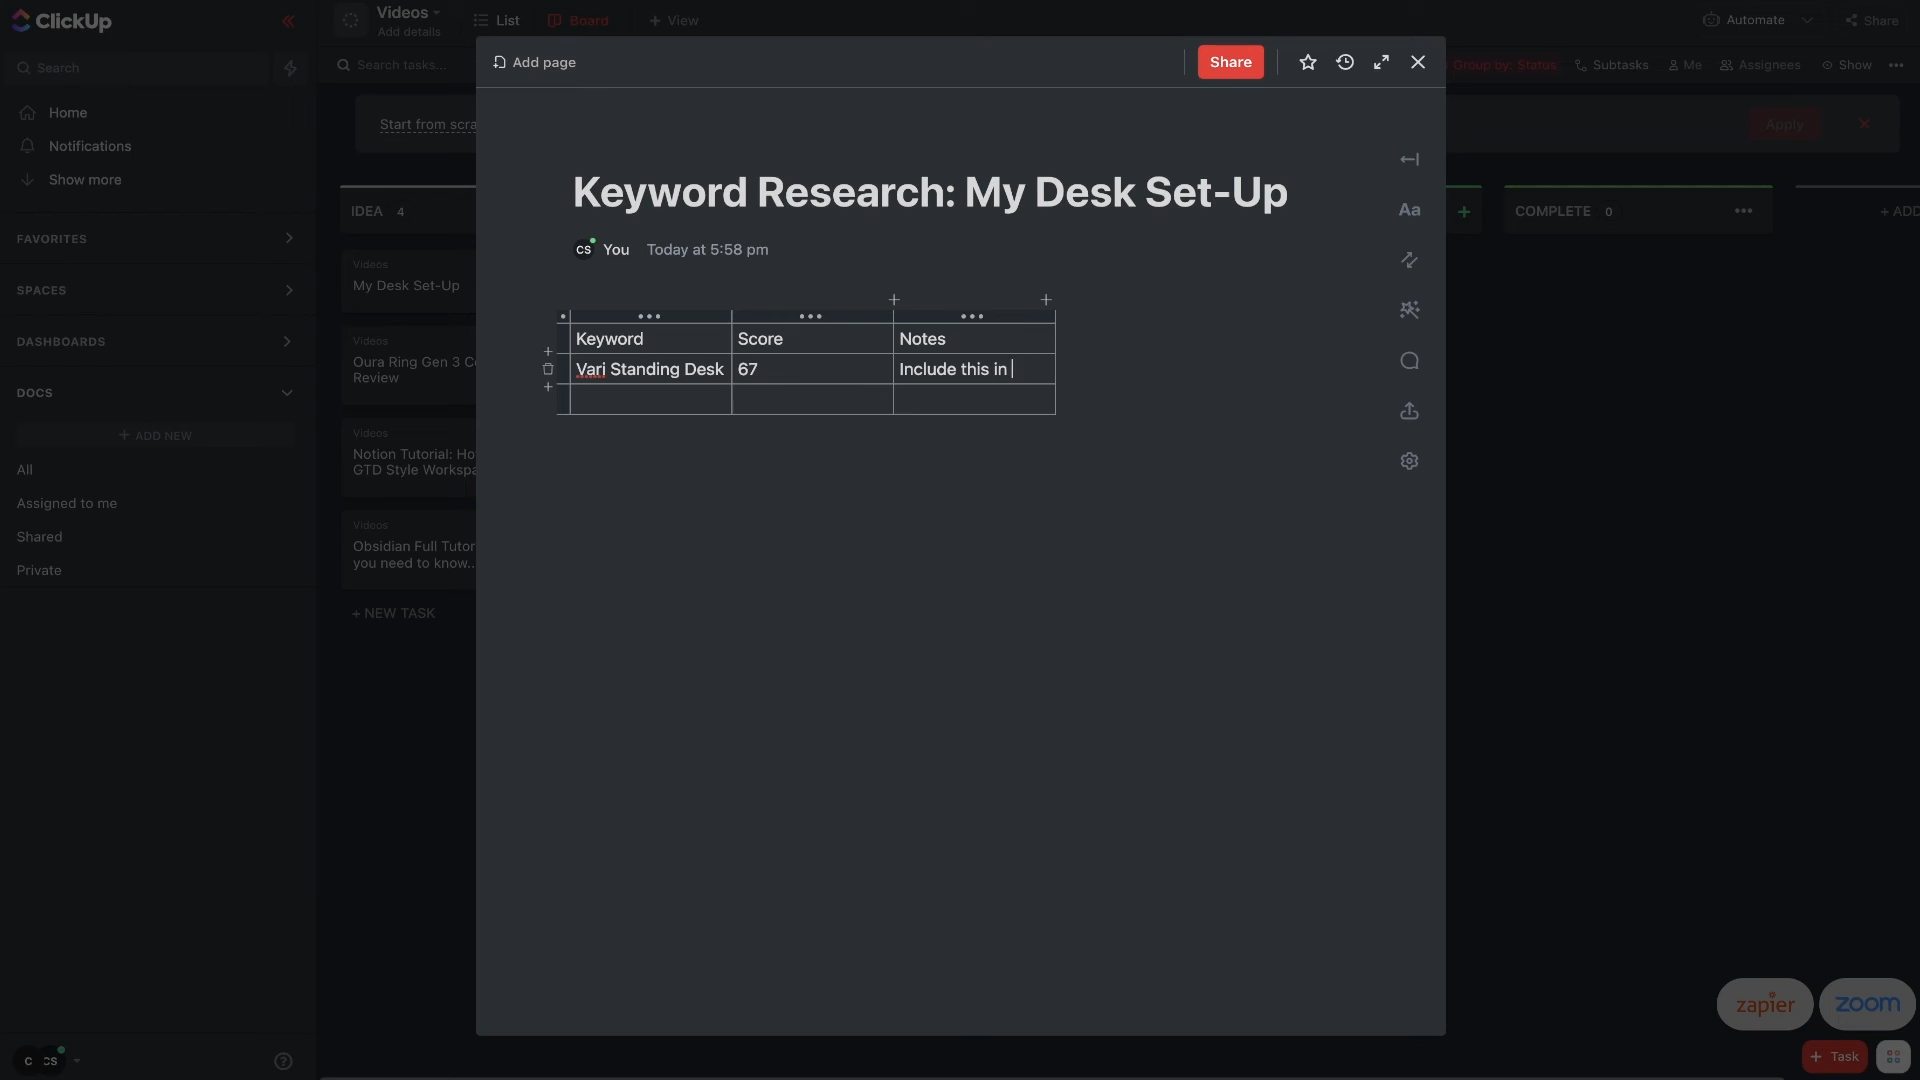 ClickUp
Videos
Add details
List
Board
+ View
Automate
Share
Search
Search tasks...
Group by: Status
Subtasks
Me
Assignees
Show
Home
Notifications
Show more
FAVORITES
SPACES
DASHBOARDS
DOCS
+ ADD NEW
All
Assigned to me
Shared
Private
Start from scra
Apply
IDEA 4
COMPLETE 0
+ ADD
Videos
My Desk Set-Up
Videos
Oura Ring Gen 3 C
Review
Videos
Notion Tutorial: Ho
GTD Style Workspa
Videos
Obsidian Full Tutor
you need to know..
+ NEW TASK
Add page
Share
Keyword Research: My Desk Set-Up
CS You Today at 5:58 pm
Keyword Score Notes
Vari Standing Desk 67 Include this in
Aa
zapier
zoom
C CS
+ Task